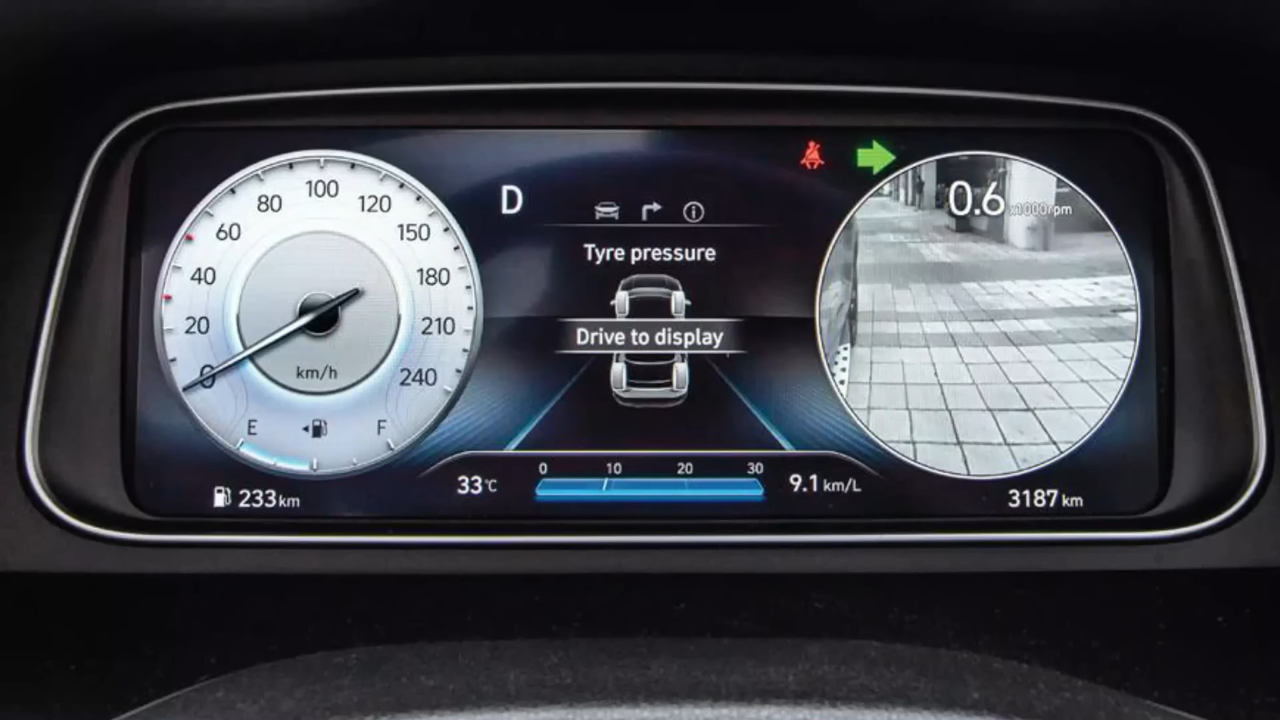 100
80
120
60
150
40
180
20
210
0
240
km/h
E
F
233 km
D
Tyre pressure
Drive to display
0 10 20 30
33°C
9.1 km/L
0.6 x1000rpm
3187 km